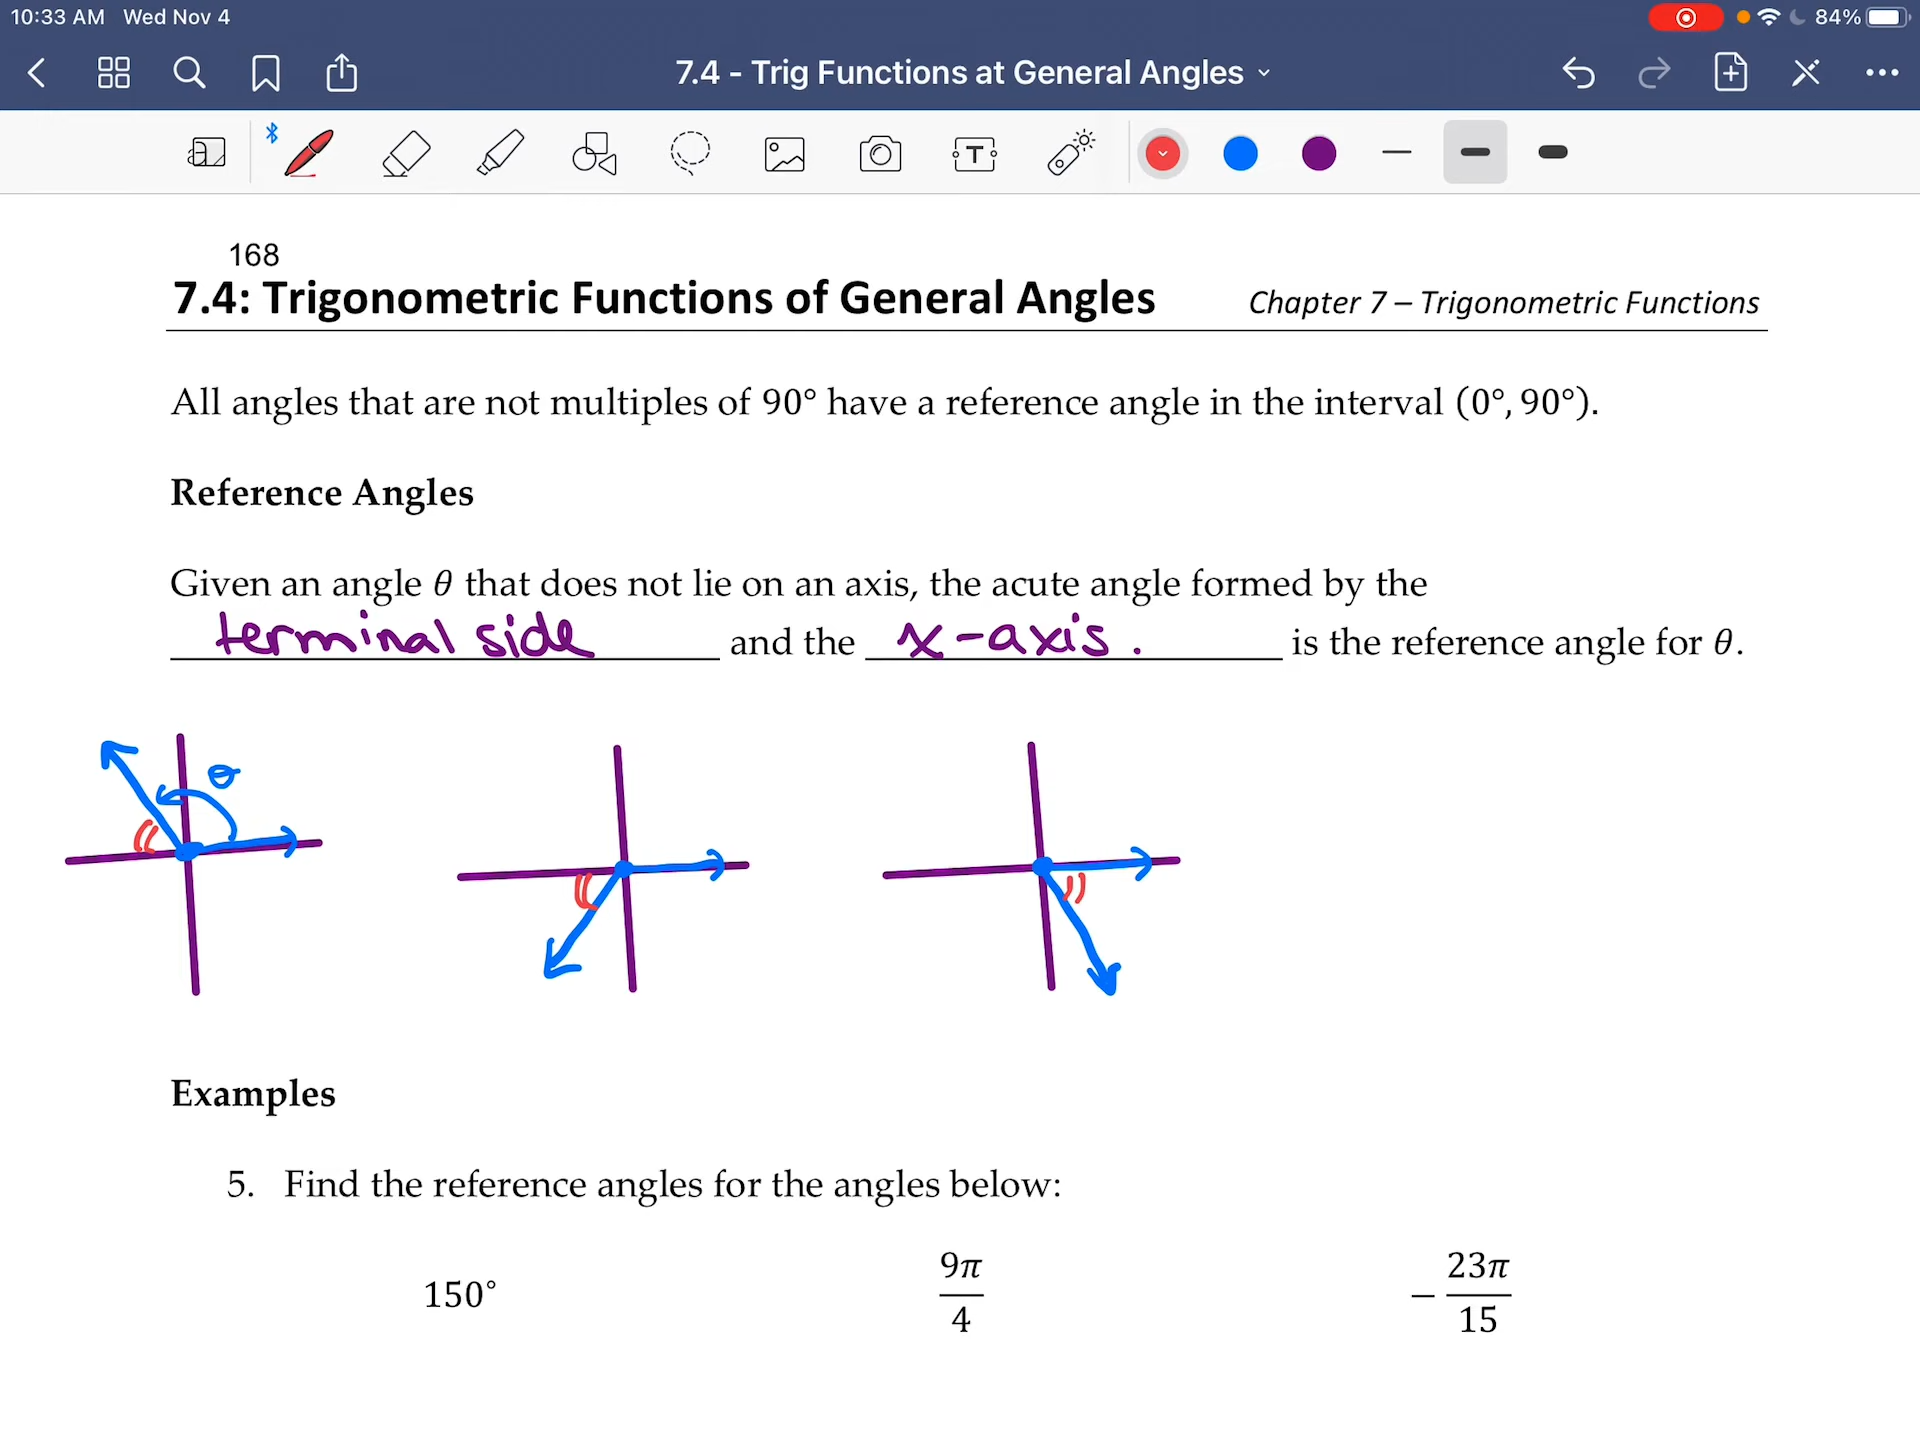 10:33 AM Wed Nov 4 84%
7.4 - Trig Functions at General Angles
168
7.4: Trigonometric Functions of General Angles Chapter 7 – Trigonometric Functions
All angles that are not multiples of 90° have a reference angle in the interval (0°, 90°).
Reference Angles
Given an angle θ that does not lie on an axis, the acute angle formed by the
terminal side and the x-axis. is the reference angle for θ.
θ
Examples
5. Find the reference angles for the angles below:
150° 9π/4 −23π/15